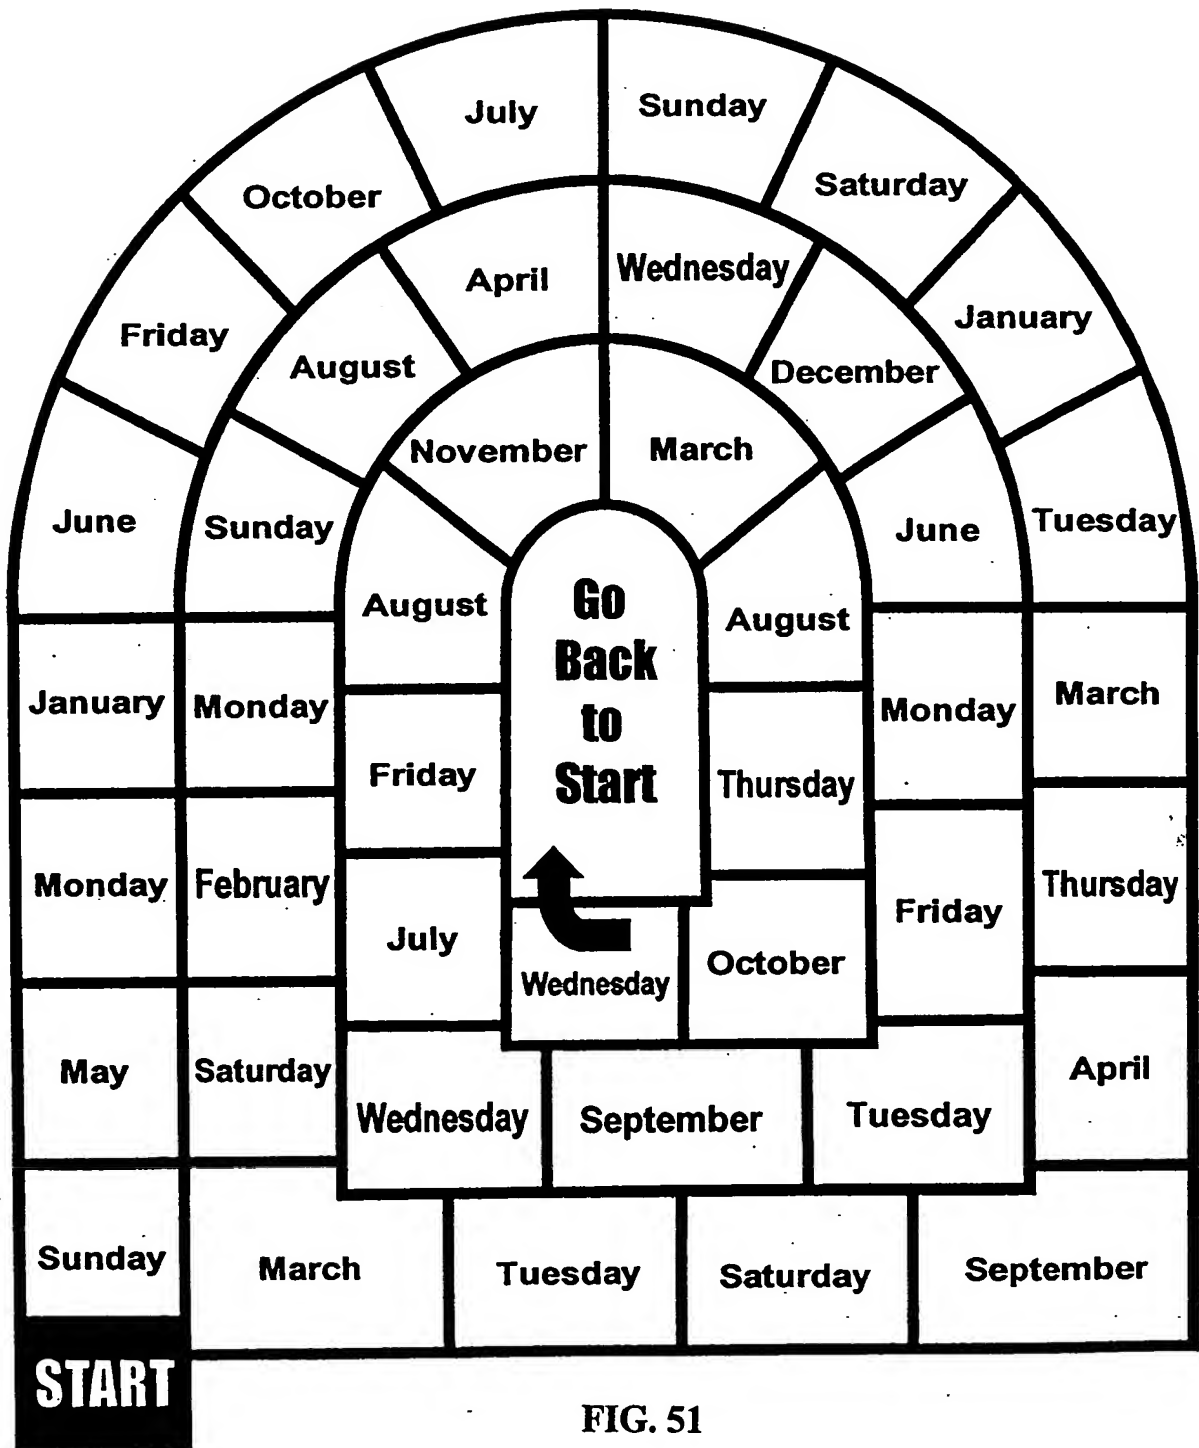 July
Sunday
October
Saturday
April
Wednesday
Friday
January
August
December
November
March
June
Sunday
June
Tuesday
August
Go
Back
to
Start
August
January
Monday
Monday
March
Friday
Thursday
Monday
February
Thursday
July
Friday
Wednesday
October
May
Saturday
Wednesday
September
Tuesday
April
Sunday
March
Tuesday
Saturday
September
START
FIG. 51